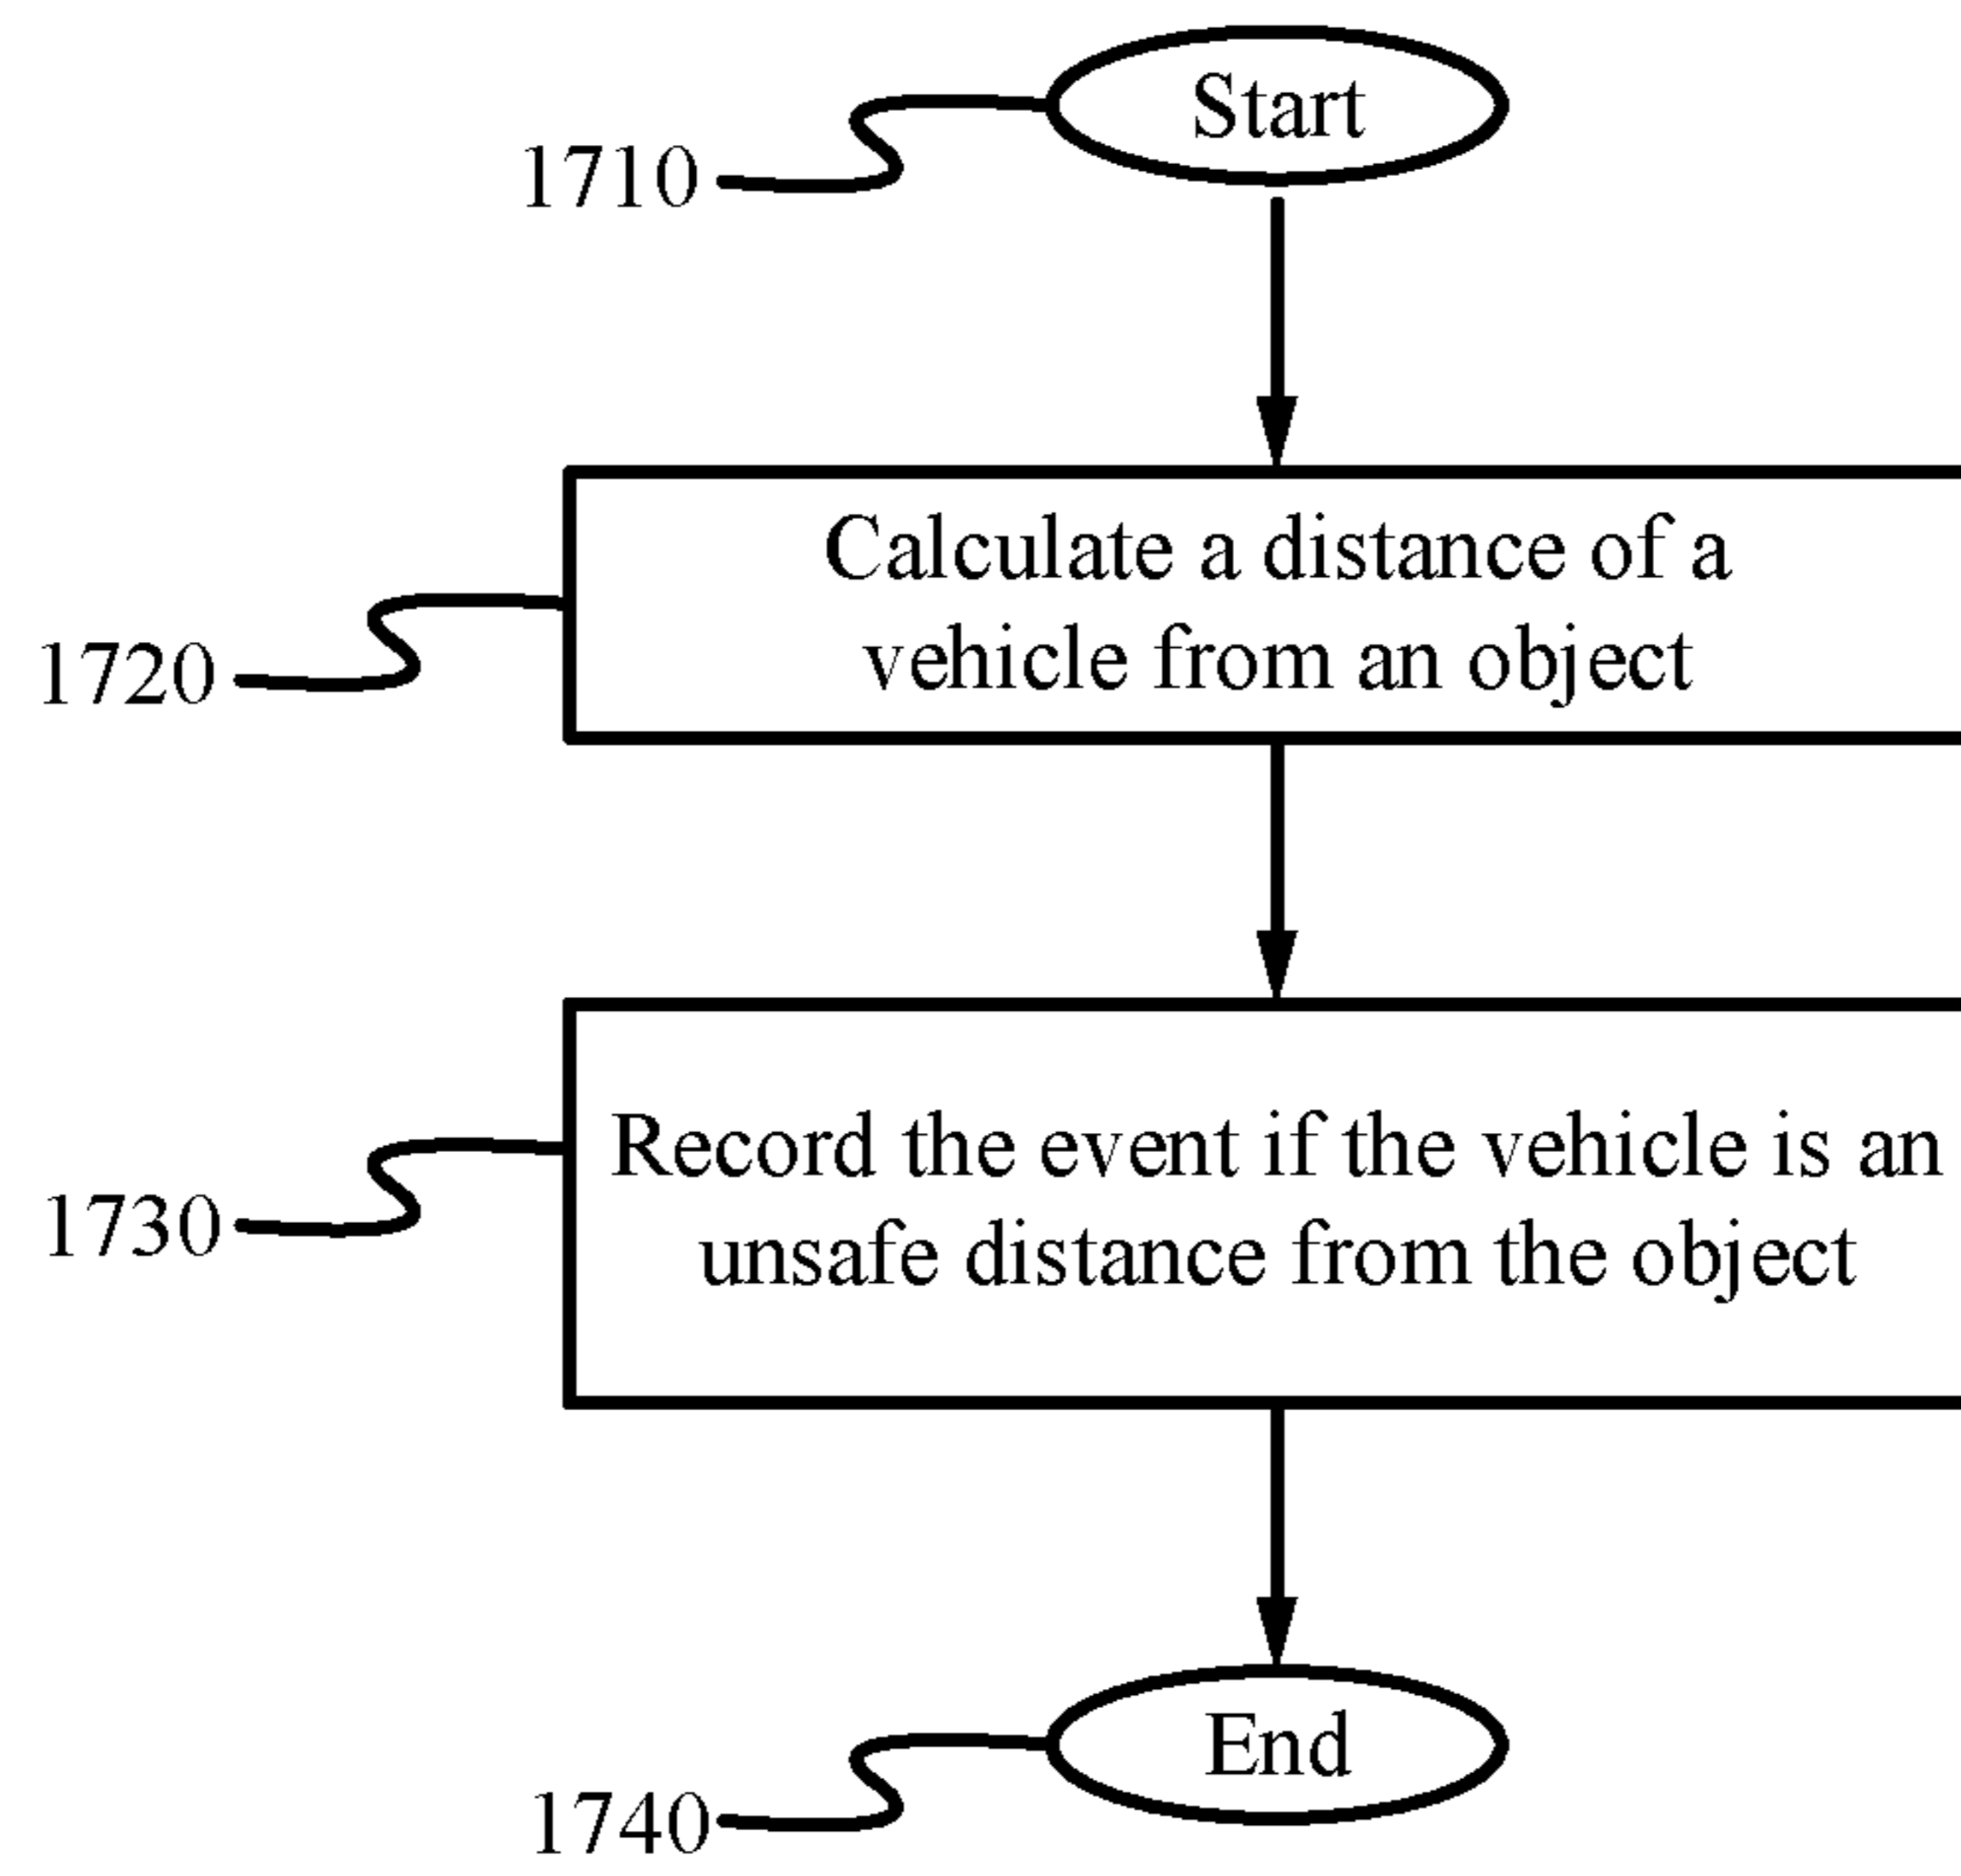 Start
1710
Calculate a distance of a
vehicle from an object
1720
Record the event if the vehicle is an
unsafe distance from the object
1730
End
1740